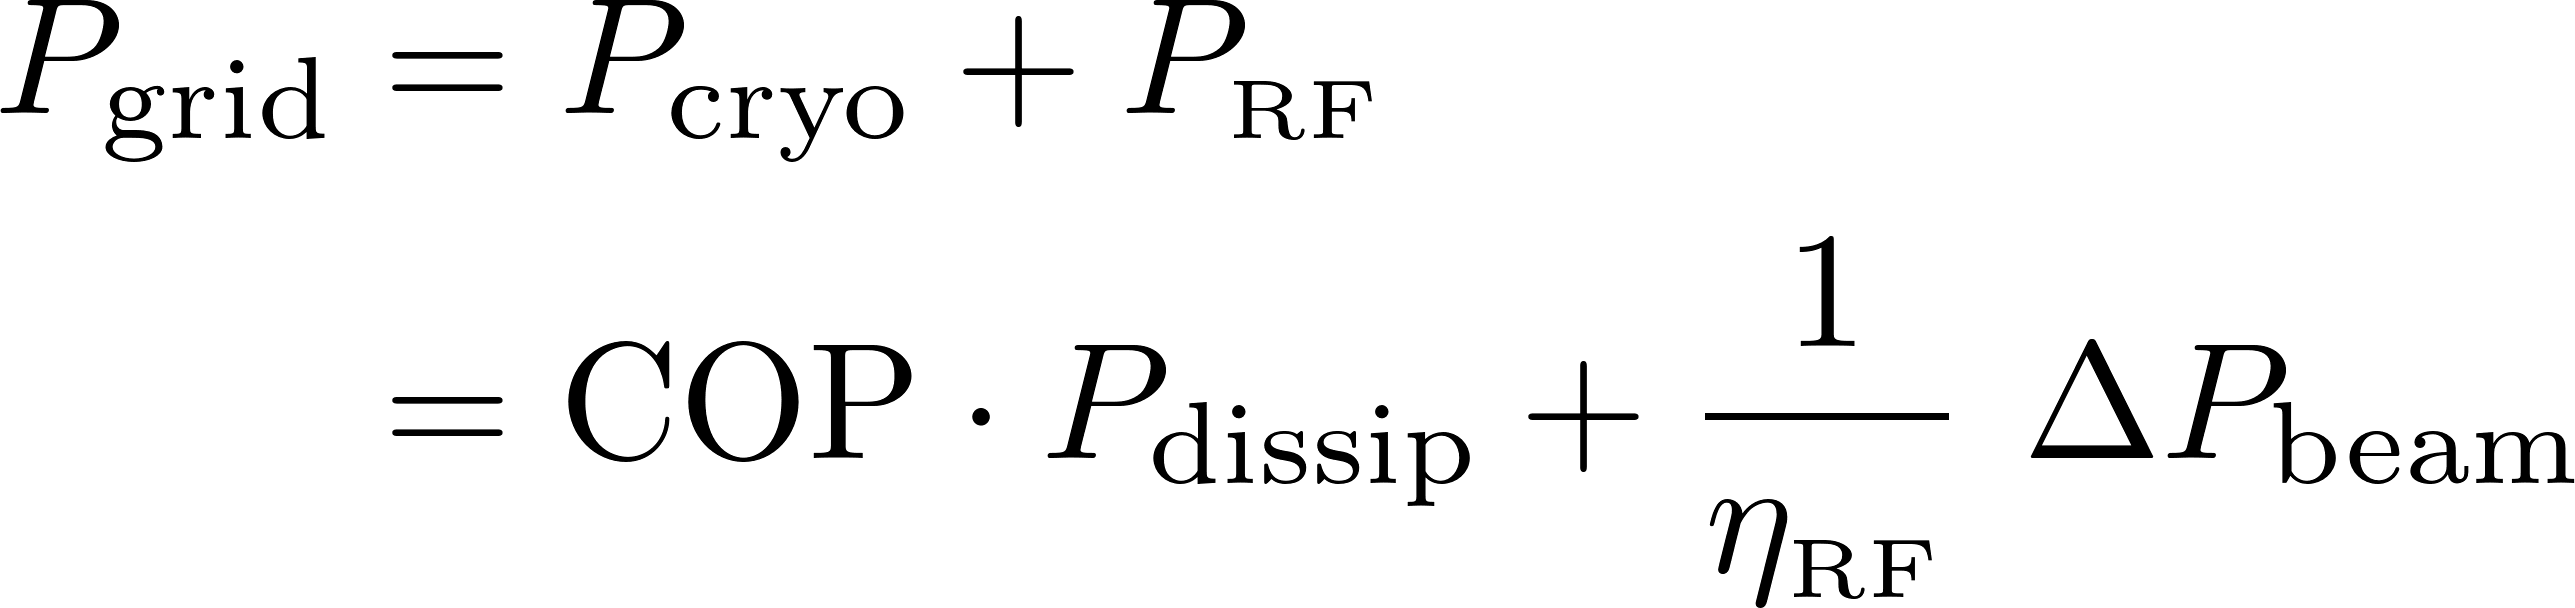 P_grid = P_cryo + P_RF
= COP · P_dissip + 1/η_RF ΔP_beam